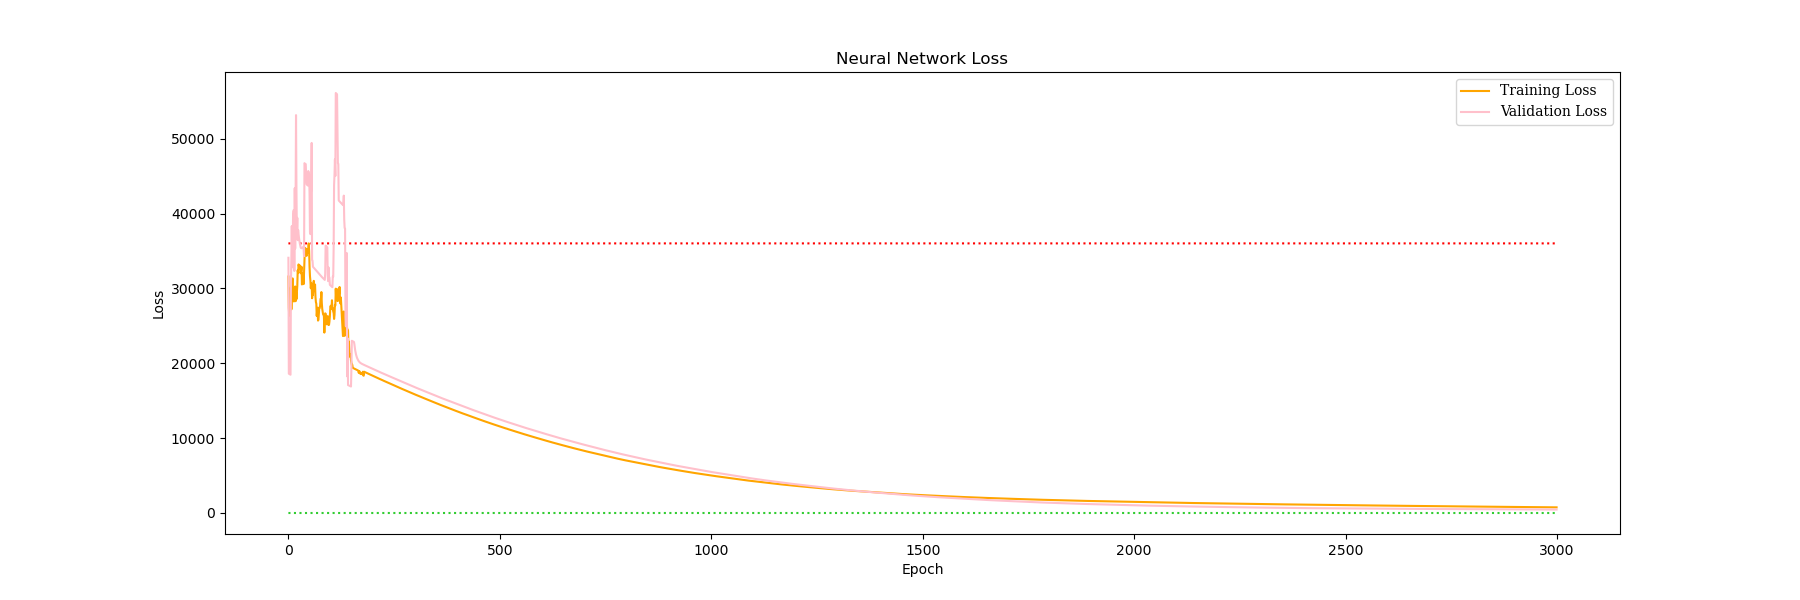 Neural Network Loss
Training Loss
Validation Loss
50000
40000
30000
20000
10000
0
Loss
0
500
1000
1500
2000
2500
3000
Epoch